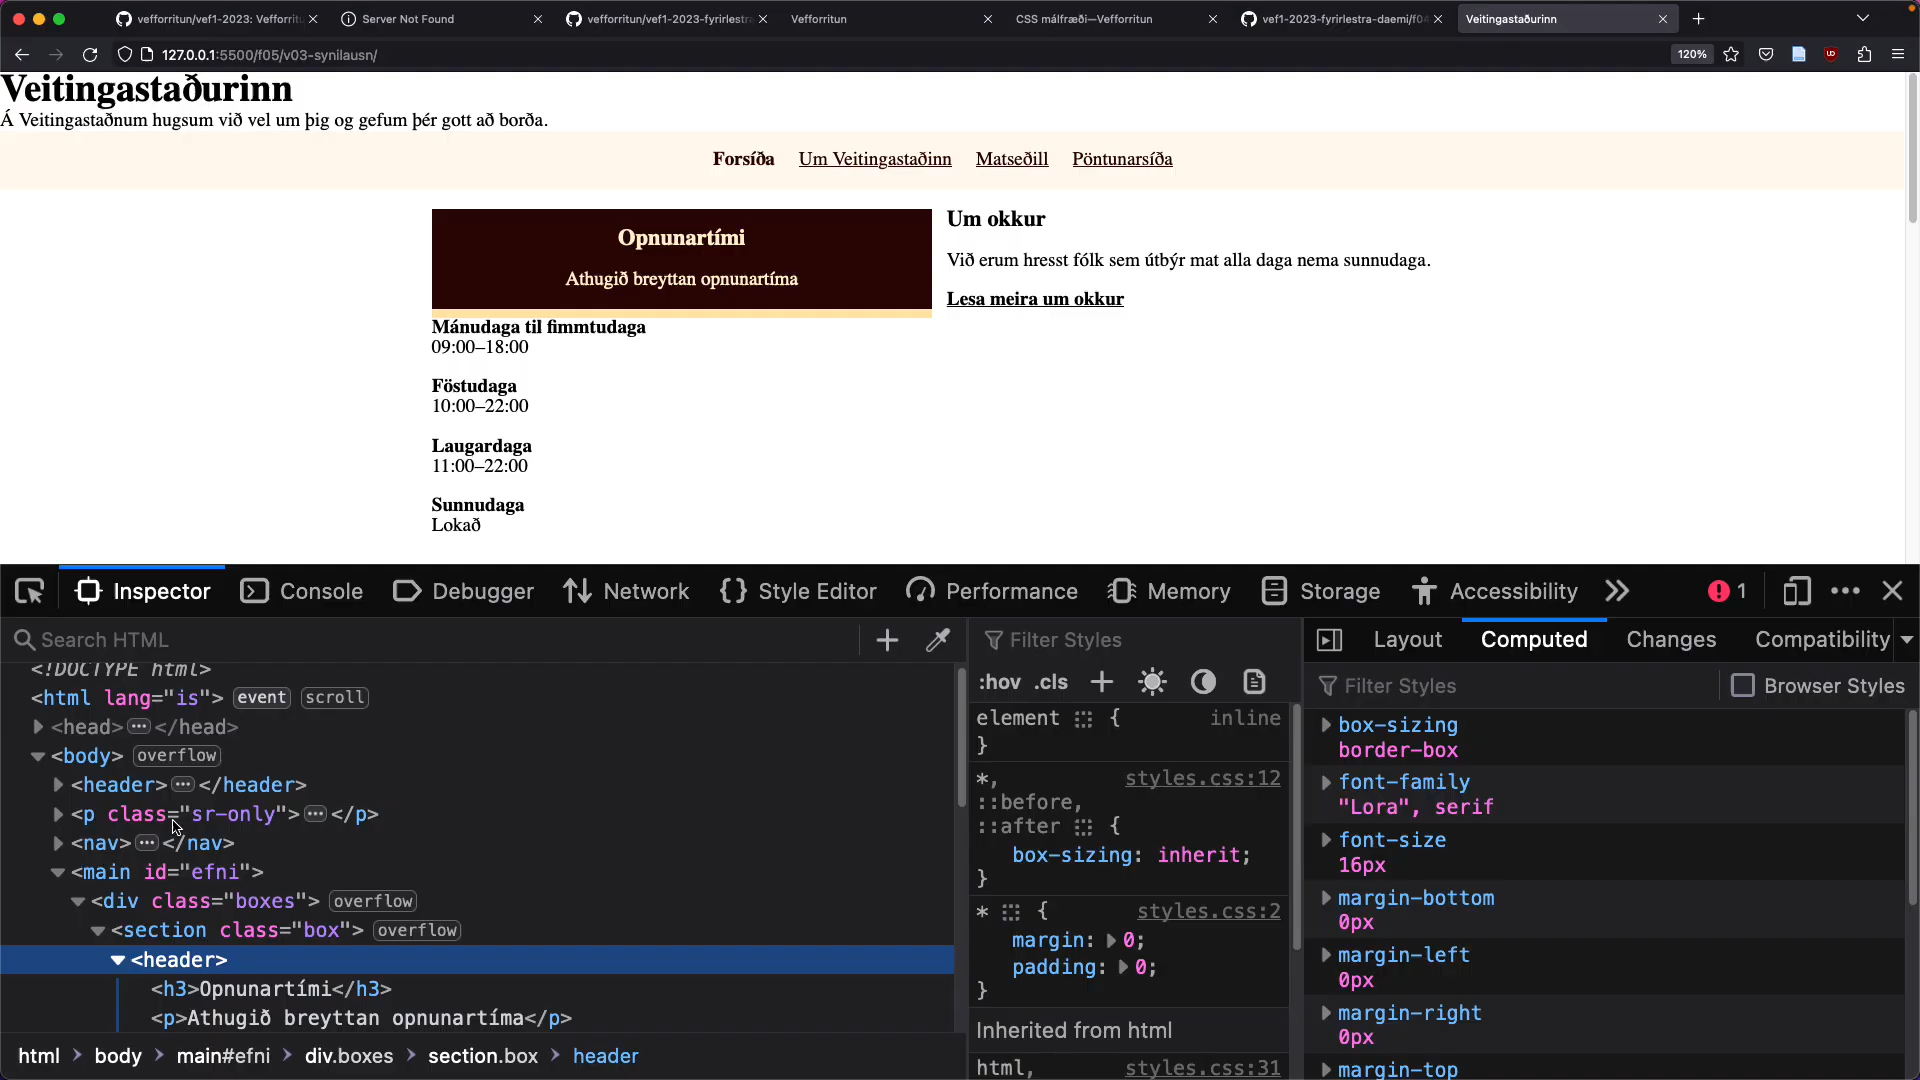 vefforritun/vef1-2023: Vefforritu
Server Not Found
vefforritun/vef1-2023-fyrirlestra
Vefforritun
CSS málfræði—Vefforritun
vef1-2023-fyrirlestra-daemi/f04
Veitingastaðurinn
127.0.0.1:5500/f05/v03-synilausn/
120%
Veitingastaðurinn
Á Veitingastaðnum hugsum við vel um þig og gefum þér gott að borða.
Forsíða Um Veitingastaðinn Matseðill Pöntunarsíða
Opnunartími
Athugið breyttan opnunartíma
Mánudaga til fimmtudaga
09:00–18:00
Föstudaga
10:00–22:00
Laugardaga
11:00–22:00
Sunnudaga
Lokað
Um okkur
Við erum hresst fólk sem útbýr mat alla daga nema sunnudaga.
Lesa meira um okkur
Inspector Console Debugger Network Style Editor Performance Memory Storage Accessibility 1
Search HTML
<!DOCTYPE html>
<html lang="is"> event scroll
<head> ··· </head>
<body> overflow
<header> ··· </header>
<p class="sr-only"> ··· </p>
<nav> ··· </nav>
<main id="efni">
<div class="boxes"> overflow
<section class="box"> overflow
<header>
<h3>Opnunartími</h3>
<p>Athugið breyttan opnunartíma</p>
html > body > main#efni > div.boxes > section.box > header
Filter Styles
:hov .cls
element { inline
}
*, styles.css:12
::before,
::after {
box-sizing: inherit;
}
* { styles.css:2
margin: 0;
padding: 0;
}
Inherited from html
html, styles.css:31
Layout Computed Changes Compatibility
Filter Styles Browser Styles
box-sizing
border-box
font-family
"Lora", serif
font-size
16px
margin-bottom
0px
margin-left
0px
margin-right
0px
margin-top